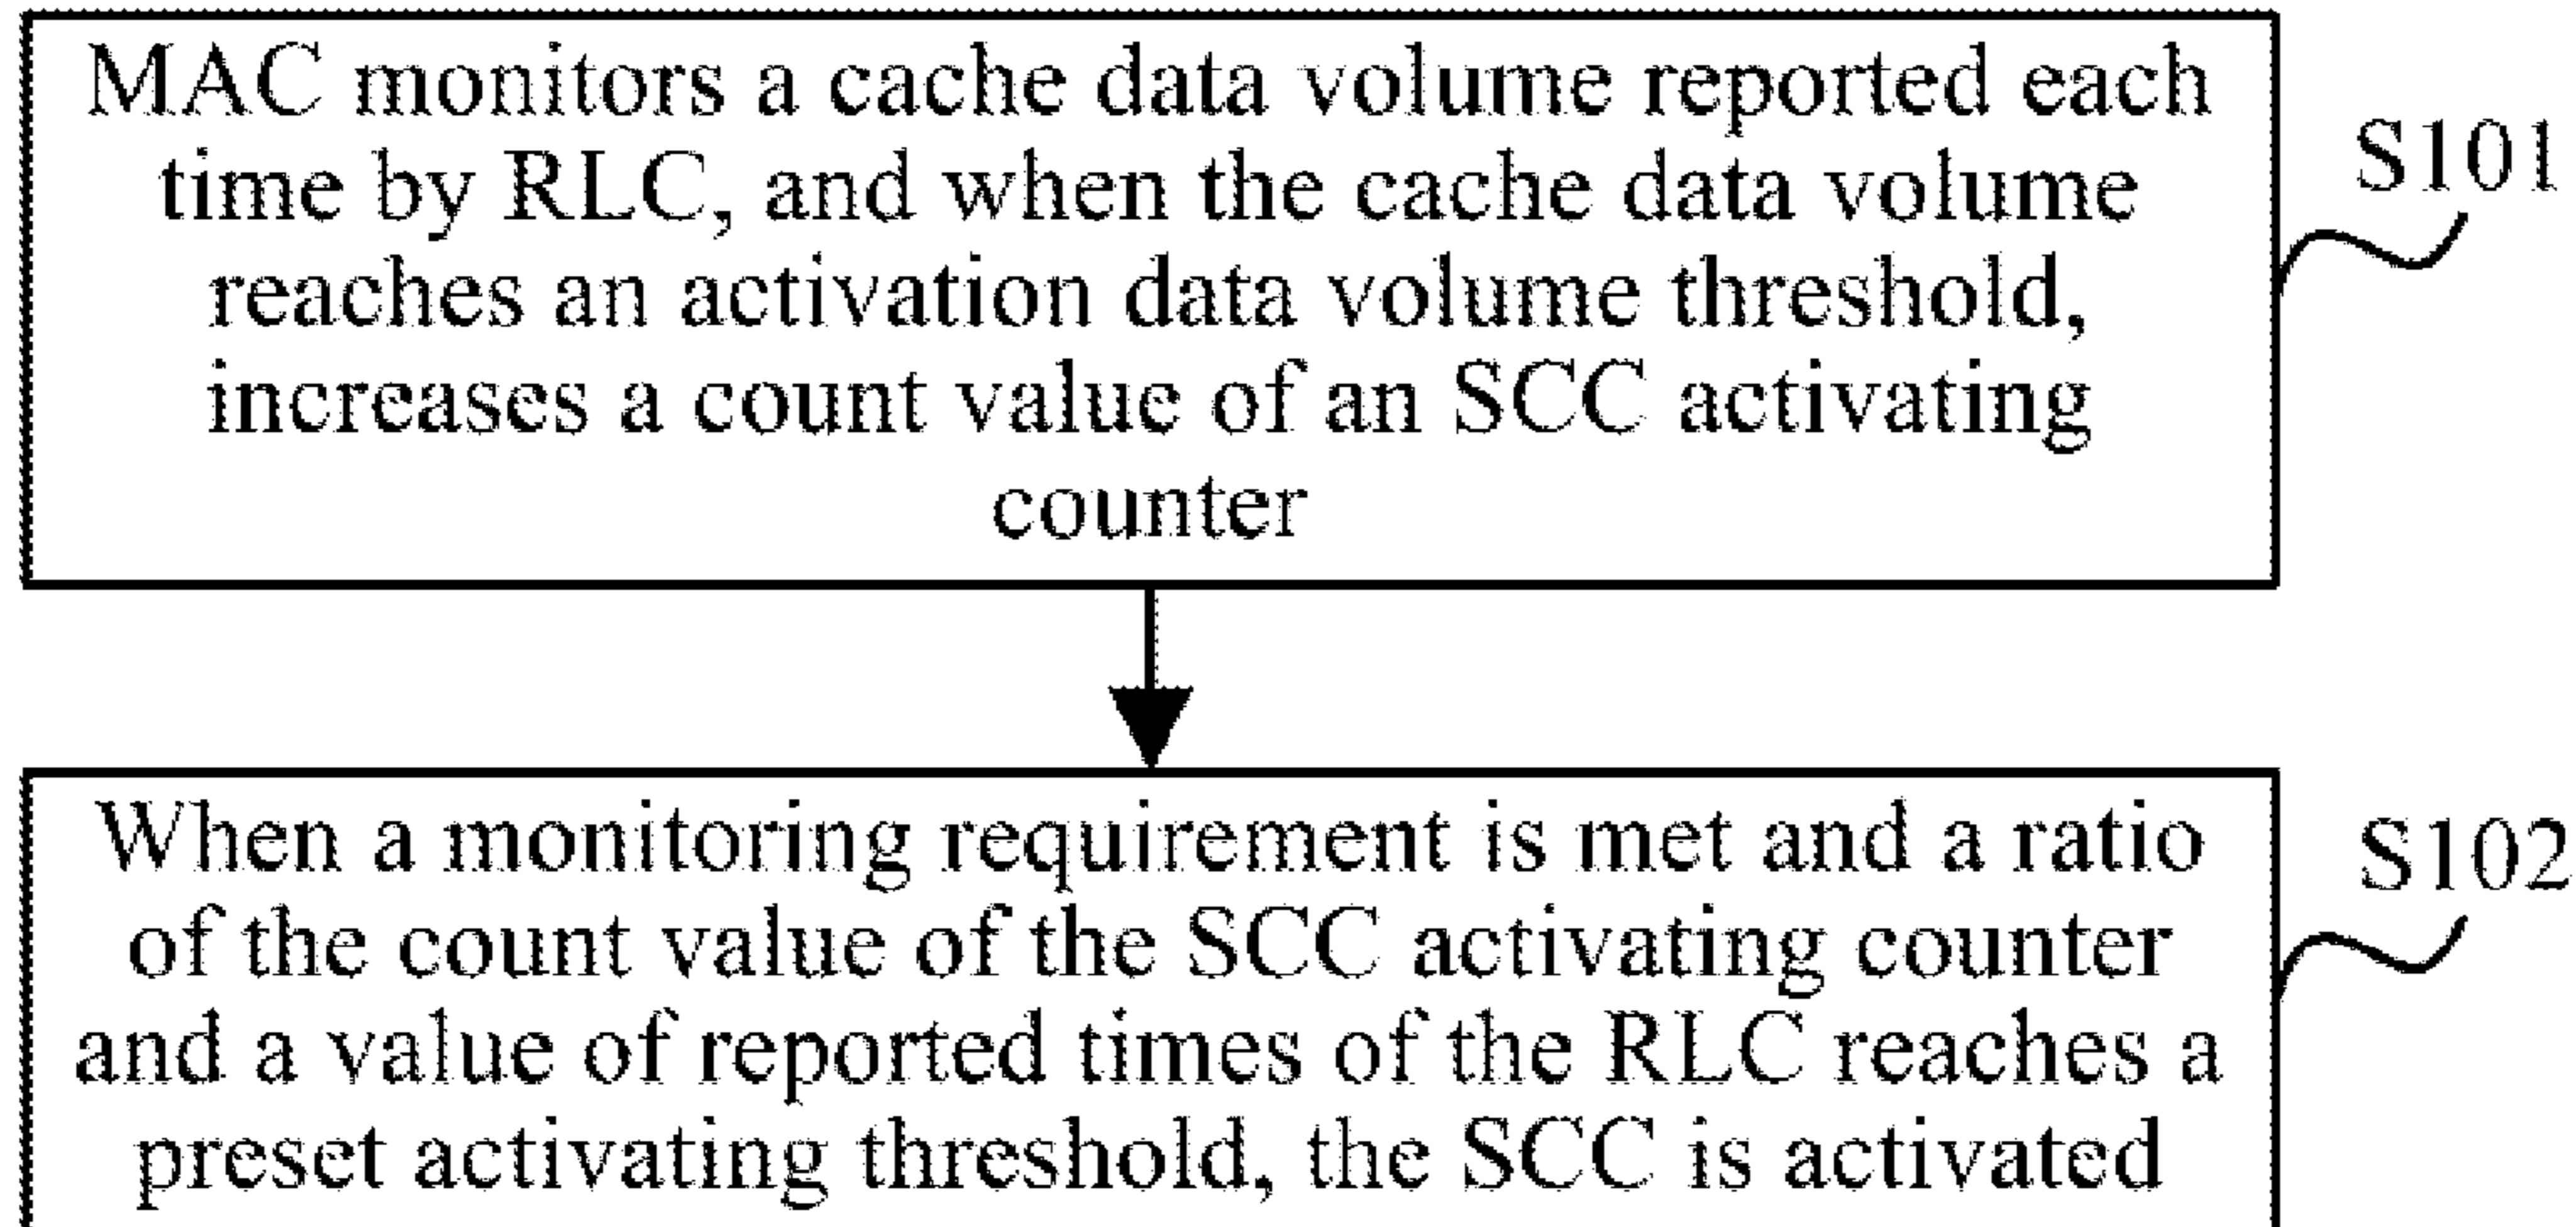 MAC monitors a cache data volume reported each
time by RLC, and when the cache data volume
reaches an activation data volume threshold,
increases a count value of an SCC activating
counter
S101
When a monitoring requirement is met and a ratio
of the count value of the SCC activating counter
and a value of reported times of the RLC reaches a
preset activating threshold, the SCC is activated
S102